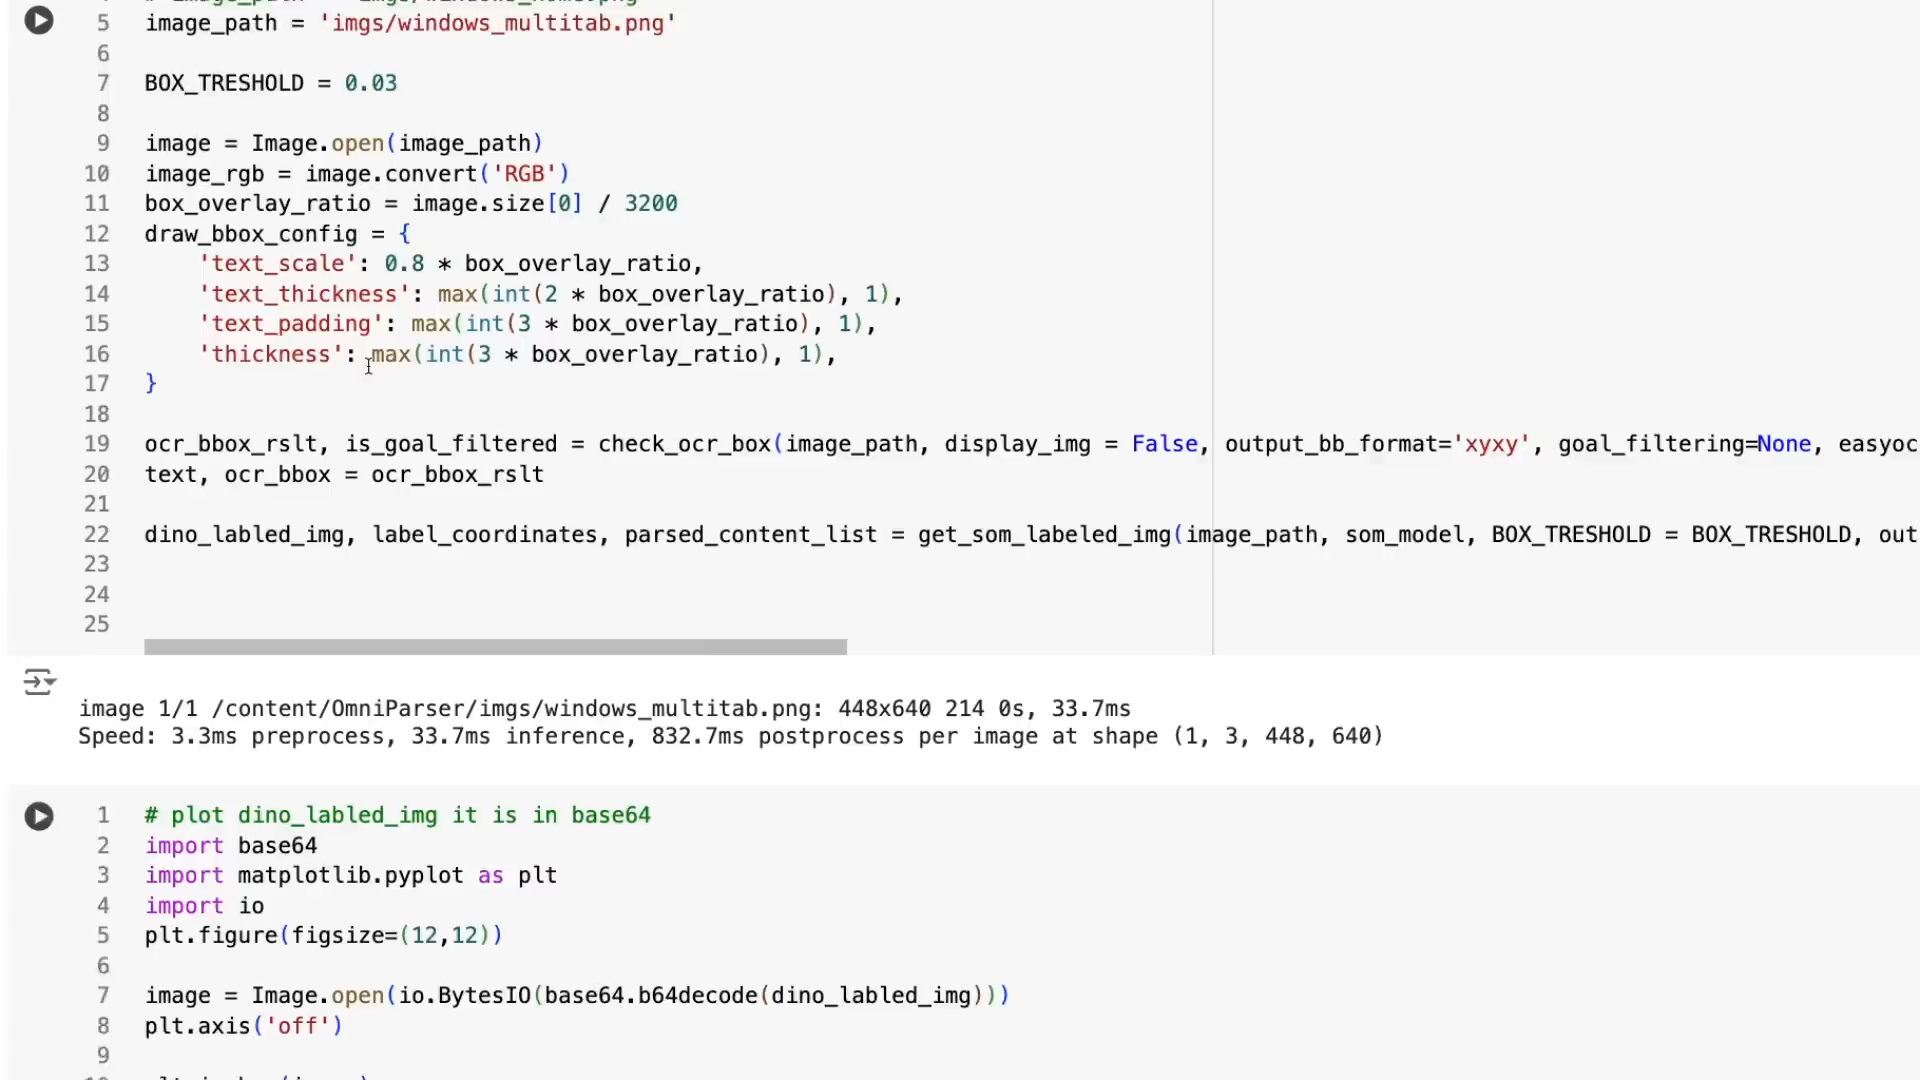 5 image_path = 'imgs/windows_multitab.png'
6
7 BOX_TRESHOLD = 0.03
8
9 image = Image.open(image_path)
10 image_rgb = image.convert('RGB')
11 box_overlay_ratio = image.size[0] / 3200
12 draw_bbox_config = {
13 'text_scale': 0.8 * box_overlay_ratio,
14 'text_thickness': max(int(2 * box_overlay_ratio), 1),
15 'text_padding': max(int(3 * box_overlay_ratio), 1),
16 'thickness': max(int(3 * box_overlay_ratio), 1),
17 }
18
19 ocr_bbox_rslt, is_goal_filtered = check_ocr_box(image_path, display_img = False, output_bb_format='xyxy', goal_filtering=None, easyoc
20 text, ocr_bbox = ocr_bbox_rslt
21
22 dino_labled_img, label_coordinates, parsed_content_list = get_som_labeled_img(image_path, som_model, BOX_TRESHOLD = BOX_TRESHOLD, out
23
24
25
image 1/1 /content/OmniParser/imgs/windows_multitab.png: 448x640 214 0s, 33.7ms
Speed: 3.3ms preprocess, 33.7ms inference, 832.7ms postprocess per image at shape (1, 3, 448, 640)
1 # plot dino_labled_img it is in base64
2 import base64
3 import matplotlib.pyplot as plt
4 import io
5 plt.figure(figsize=(12,12))
6
7 image = Image.open(io.BytesIO(base64.b64decode(dino_labled_img)))
8 plt.axis('off')
9